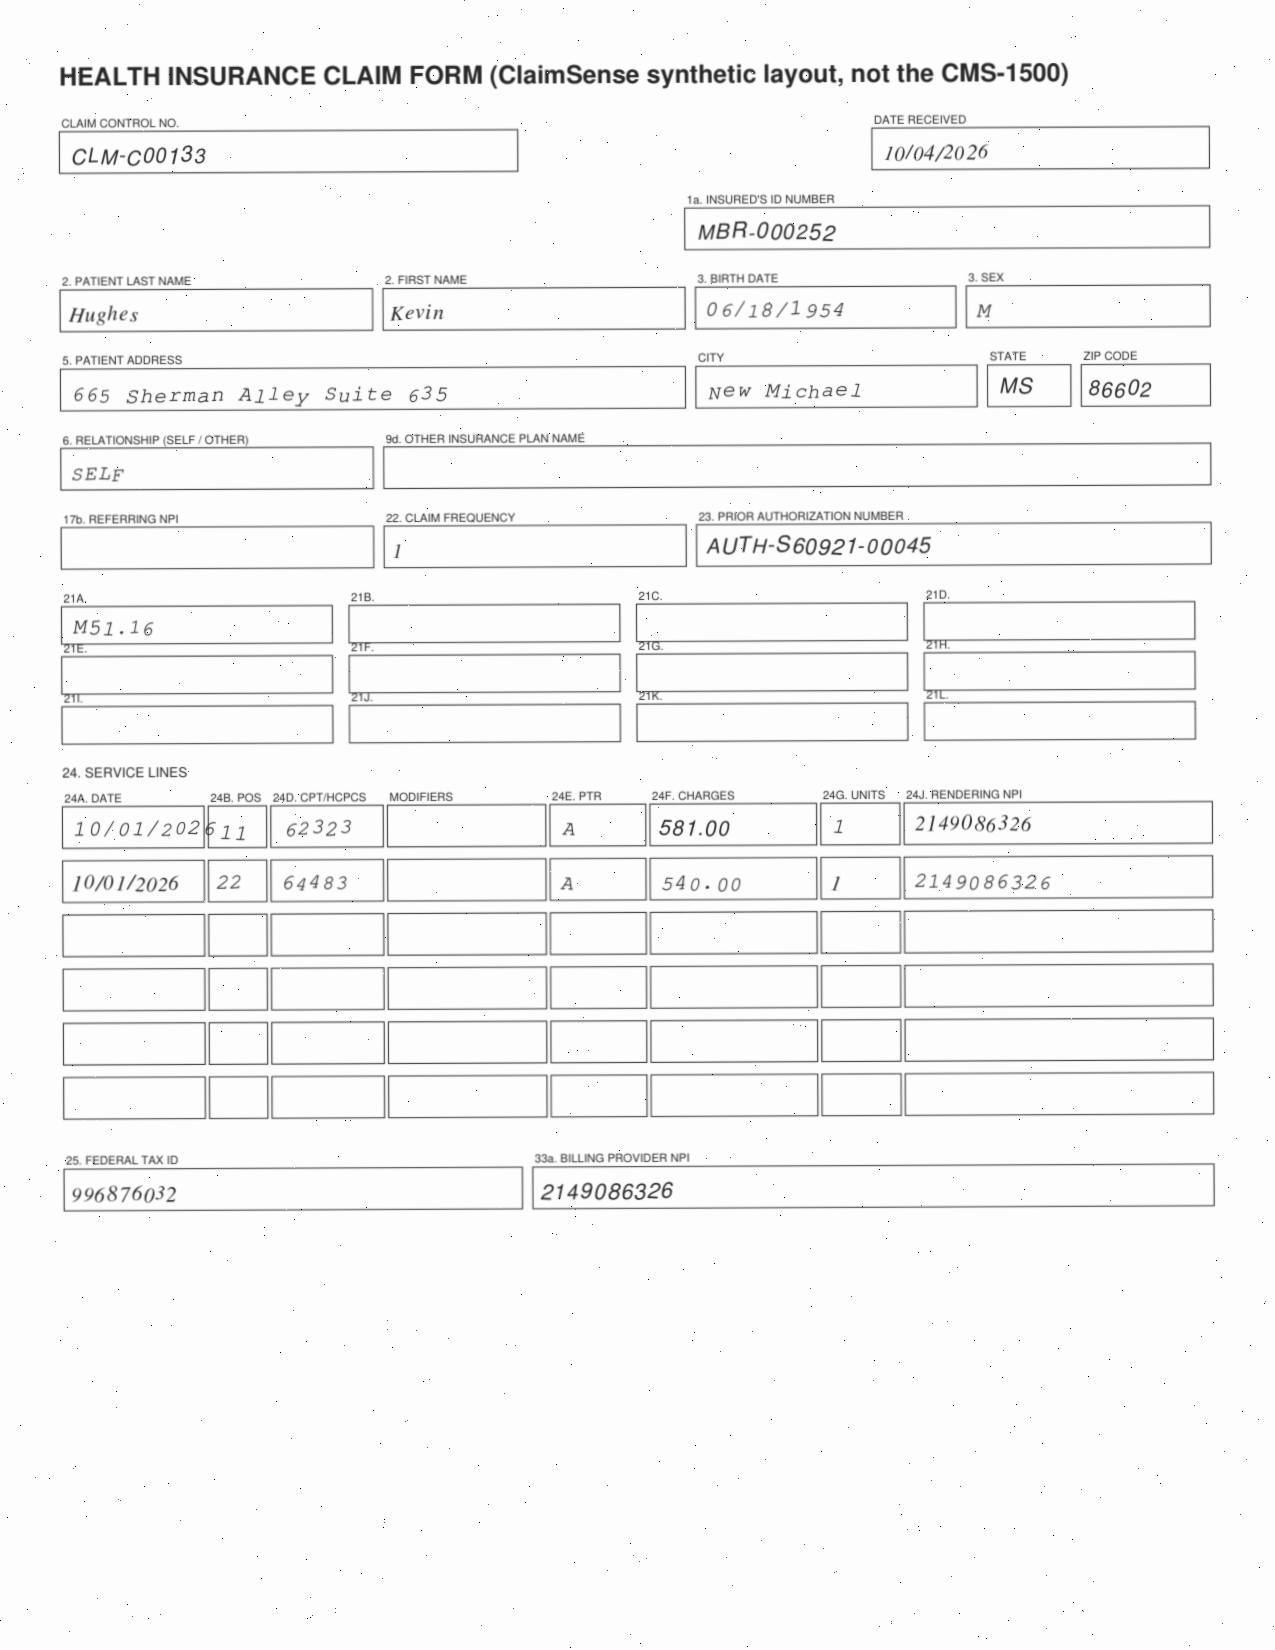 HEALTH INSURANCE CLAIM FORM (ClaimSense synthetic layout, not the CMS-1500)
CLAIM CONTROL NO. DATE RECEIVED
CLM-C00133 10/04/2026
1a. INSURED'S ID NUMBER
MBR-000252
2. PATIENT LAST NAME 2. FIRST NAME 3. BIRTH DATE 3. SEX
Hughes Kevin 06/18/1954 M
5. PATIENT ADDRESS CITY STATE ZIP CODE
665 Sherman Alley Suite 635 New Michael MS 86602
6. RELATIONSHIP (SELF / OTHER) 9d. OTHER INSURANCE PLAN NAME
SELF
17b. REFERRING NPI 22. CLAIM FREQUENCY 23. PRIOR AUTHORIZATION NUMBER
1 AUTH-S60921-00045
21A. 21B. 21C. 21D.
M51.16
21E. 21F. 21G. 21H.
21I. 21J. 21K. 21L.
24. SERVICE LINES
24A. DATE 24B. POS 24D. CPT/HCPCS MODIFIERS 24E. PTR 24F. CHARGES 24G. UNITS 24J. RENDERING NPI
10/01/2026 11 62323 A 581.00 1 2149086326
10/01/2026 22 64483 A 540.00 1 2149086326
25. FEDERAL TAX ID 33a. BILLING PROVIDER NPI
996876032 2149086326